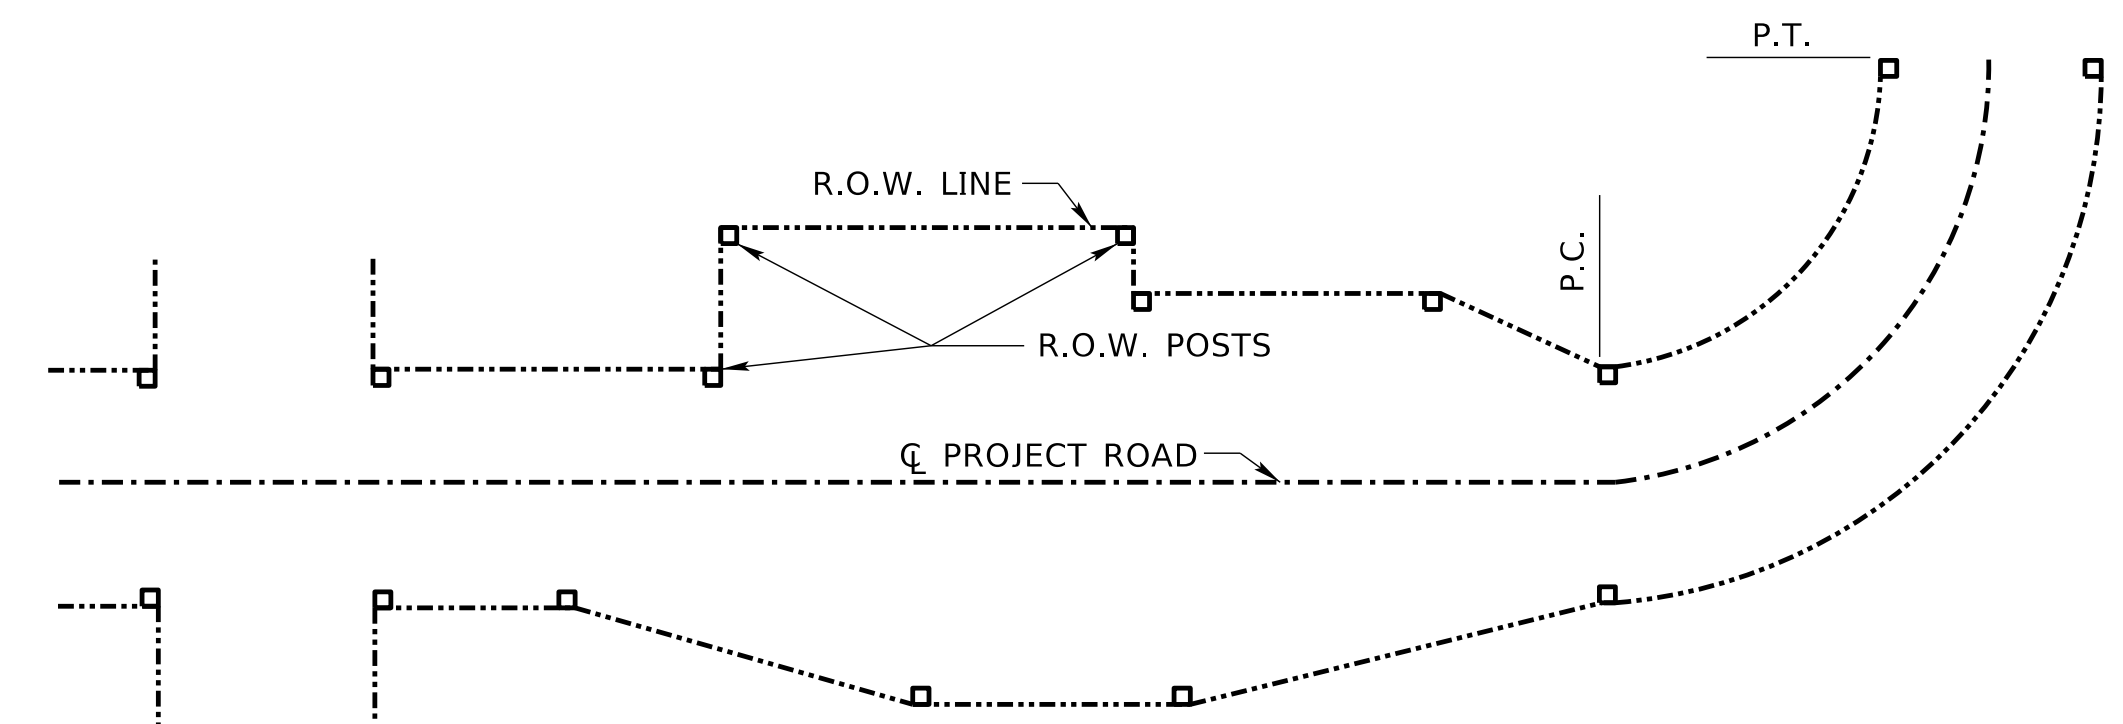 P.T.
R.O.W. LINE
P.C.
R.O.W. POSTS
℄ PROJECT ROAD